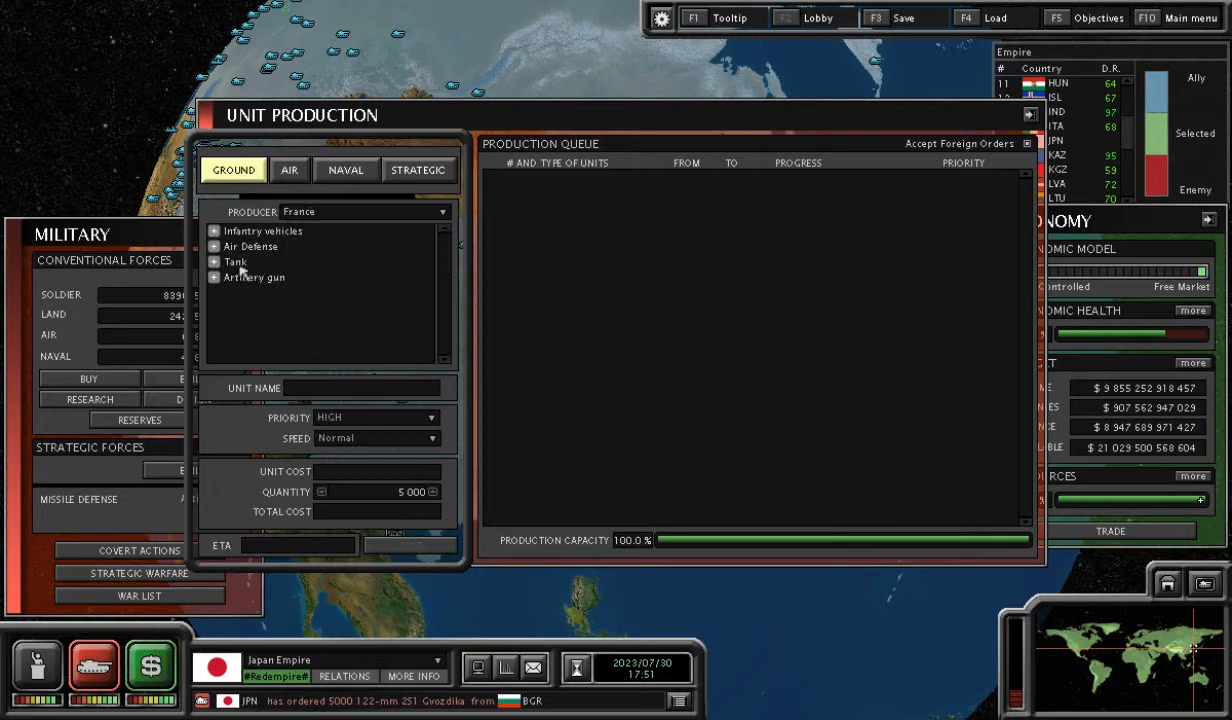 F1 Tooltip F2 Lobby F3 Save F4 Load F5 Objectives F10 Main menu
Empire
# Country D.R.
11 HUN 64
ISL 67
IND 97
ITA 68
JPN
KAZ 95
KGZ 59
LVA 72
LTU 70
Ally
Selected
Enemy
UNIT PRODUCTION
GROUND AIR NAVAL STRATEGIC
PRODUCER France
Infantry vehicles
Air Defense
Tank
Artillery gun
UNIT NAME
PRIORITY HIGH
SPEED Normal
UNIT COST
QUANTITY 5 000
TOTAL COST
ETA
PRODUCTION QUEUE Accept Foreign Orders
# AND TYPE OF UNITS FROM TO PROGRESS PRIORITY
PRODUCTION CAPACITY 100.0 %
MILITARY
CONVENTIONAL FORCES
SOLDIER
LAND
AIR
NAVAL
BUY
RESEARCH
RESERVES
STRATEGIC FORCES
MISSILE DEFENSE
COVERT ACTIONS
STRATEGIC WARFARE
WAR LIST
NOMY
OMIC MODEL
ontrolled Free Market
OMIC HEALTH more
more
$ 9 855 252 918 457
$ 907 562 947 029
$ 8 947 689 971 427
$ 21 029 500 568 604
RCES more
TRADE
Japan Empire
#Redempire# RELATIONS MORE INFO
2023/07/30
17:51
JPN has ordered 5000 122-mm 2S1 Gvozdika from BGR